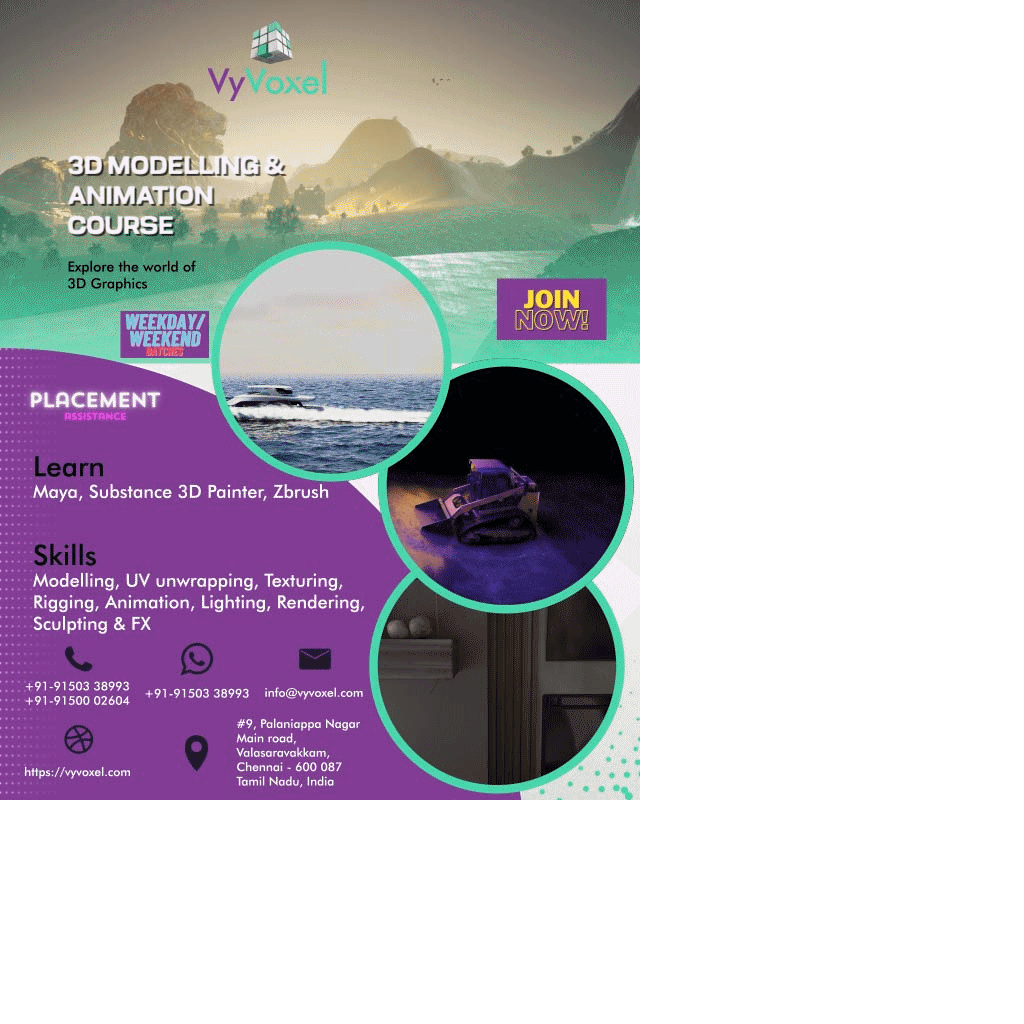 VyVoxel
3D MODELLING &
ANIMATION
COURSE
Explore the world of
3D Graphics
JOIN
NOW!
WEEKDAY/
WEEKEND
BATCHES
PLACEMENT
ASSISTANCE
Learn
Maya, Substance 3D Painter, Zbrush
Skills
Modelling, UV unwrapping, Texturing,
Rigging, Animation, Lighting, Rendering,
Sculpting & FX
+91-91503 38993
+91-91500 02604
+91-91503 38993
info@vyvoxel.com
https://vyvoxel.com
#9, Palaniappa Nagar
Main road,
Valasaravakkam,
Chennai - 600 087
Tamil Nadu, India